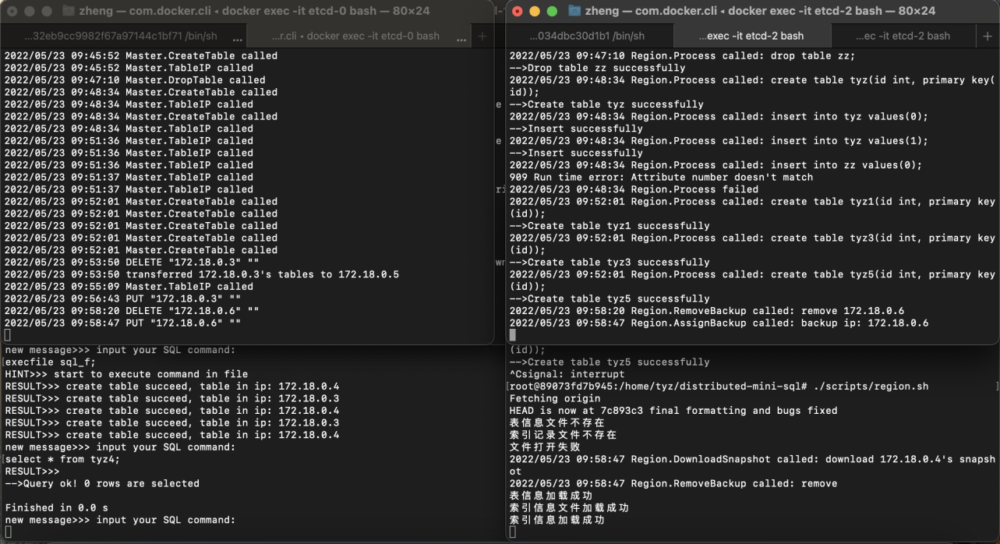 zheng — com.docker.cli ◂ docker exec -it etcd-0 bash — 80×24
...32eb9cc9982f67a97144c1bf71 /bin/sh ...
...r.cli ◂ docker exec -it etcd-0 bash ...
2022/05/23 09:45:52 Master.CreateTable called
2022/05/23 09:45:52 Master.TableIP called
2022/05/23 09:47:10 Master.DropTable called
2022/05/23 09:48:34 Master.CreateTable called
2022/05/23 09:48:34 Master.TableIP called
2022/05/23 09:48:34 Master.CreateTable called
2022/05/23 09:48:34 Master.TableIP called
2022/05/23 09:51:36 Master.TableIP called
2022/05/23 09:51:36 Master.TableIP called
2022/05/23 09:51:36 Master.TableIP called
2022/05/23 09:51:37 Master.TableIP called
2022/05/23 09:51:37 Master.TableIP called
2022/05/23 09:52:01 Master.CreateTable called
2022/05/23 09:52:01 Master.CreateTable called
2022/05/23 09:52:01 Master.CreateTable called
2022/05/23 09:52:01 Master.CreateTable called
2022/05/23 09:52:01 Master.CreateTable called
2022/05/23 09:53:50 DELETE "172.18.0.3" ""
2022/05/23 09:53:50 transferred 172.18.0.3's tables to 172.18.0.5
2022/05/23 09:55:09 Master.TableIP called
2022/05/23 09:56:43 PUT "172.18.0.3" ""
2022/05/23 09:58:20 DELETE "172.18.0.6" ""
2022/05/23 09:58:47 PUT "172.18.0.6" ""
new message>>> input your SQL command:
[execfile sql_f;
HINT>>> start to execute command in file
RESULT>>> create table succeed, table in ip: 172.18.0.4
RESULT>>> create table succeed, table in ip: 172.18.0.3
RESULT>>> create table succeed, table in ip: 172.18.0.4
RESULT>>> create table succeed, table in ip: 172.18.0.3
RESULT>>> create table succeed, table in ip: 172.18.0.4
new message>>> input your SQL command:
[select * from tyz4;
RESULT>>>
-->Query ok! 0 rows are selected
Finished in 0.0 s
new message>>> input your SQL command:
zheng — com.docker.cli ◂ docker exec -it etcd-2 bash — 80×24
...034dbc30d1b1 /bin/sh
...exec -it etcd-2 bash
...ec -it etcd-2 bash
2022/05/23 09:47:10 Region.Process called: drop table zz;
-->Drop table zz successfully
2022/05/23 09:48:34 Region.Process called: create table tyz(id int, primary key(
id));
-->Create table tyz successfully
2022/05/23 09:48:34 Region.Process called: insert into tyz values(0);
-->Insert successfully
2022/05/23 09:48:34 Region.Process called: insert into tyz values(1);
-->Insert successfully
2022/05/23 09:48:34 Region.Process called: insert into zz values(0);
909 Run time error: Attribute number doesn't match
2022/05/23 09:48:34 Region.Process failed
2022/05/23 09:52:01 Region.Process called: create table tyz1(id int, primary key
(id));
-->Create table tyz1 successfully
2022/05/23 09:52:01 Region.Process called: create table tyz3(id int, primary key
(id));
-->Create table tyz3 successfully
2022/05/23 09:52:01 Region.Process called: create table tyz5(id int, primary key
(id));
-->Create table tyz5 successfully
2022/05/23 09:58:20 Region.RemoveBackup called: remove 172.18.0.6
2022/05/23 09:58:47 Region.AssignBackup called: backup ip: 172.18.0.6
(id));
-->Create table tyz5 successfully
^Csignal: interrupt
[root@89073fd7b945:/home/tyz/distributed-mini-sql# ./scripts/region.sh ]
Fetching origin
HEAD is now at 7c893c3 final formatting and bugs fixed
表信息文件不存在
索引记录文件不存在
文件打开失败
2022/05/23 09:58:47 Region.DownloadSnapshot called: download 172.18.0.4's snapsh
ot
2022/05/23 09:58:47 Region.RemoveBackup called: remove
表信息加载成功
索引信息文件加载成功
索引信息加载成功